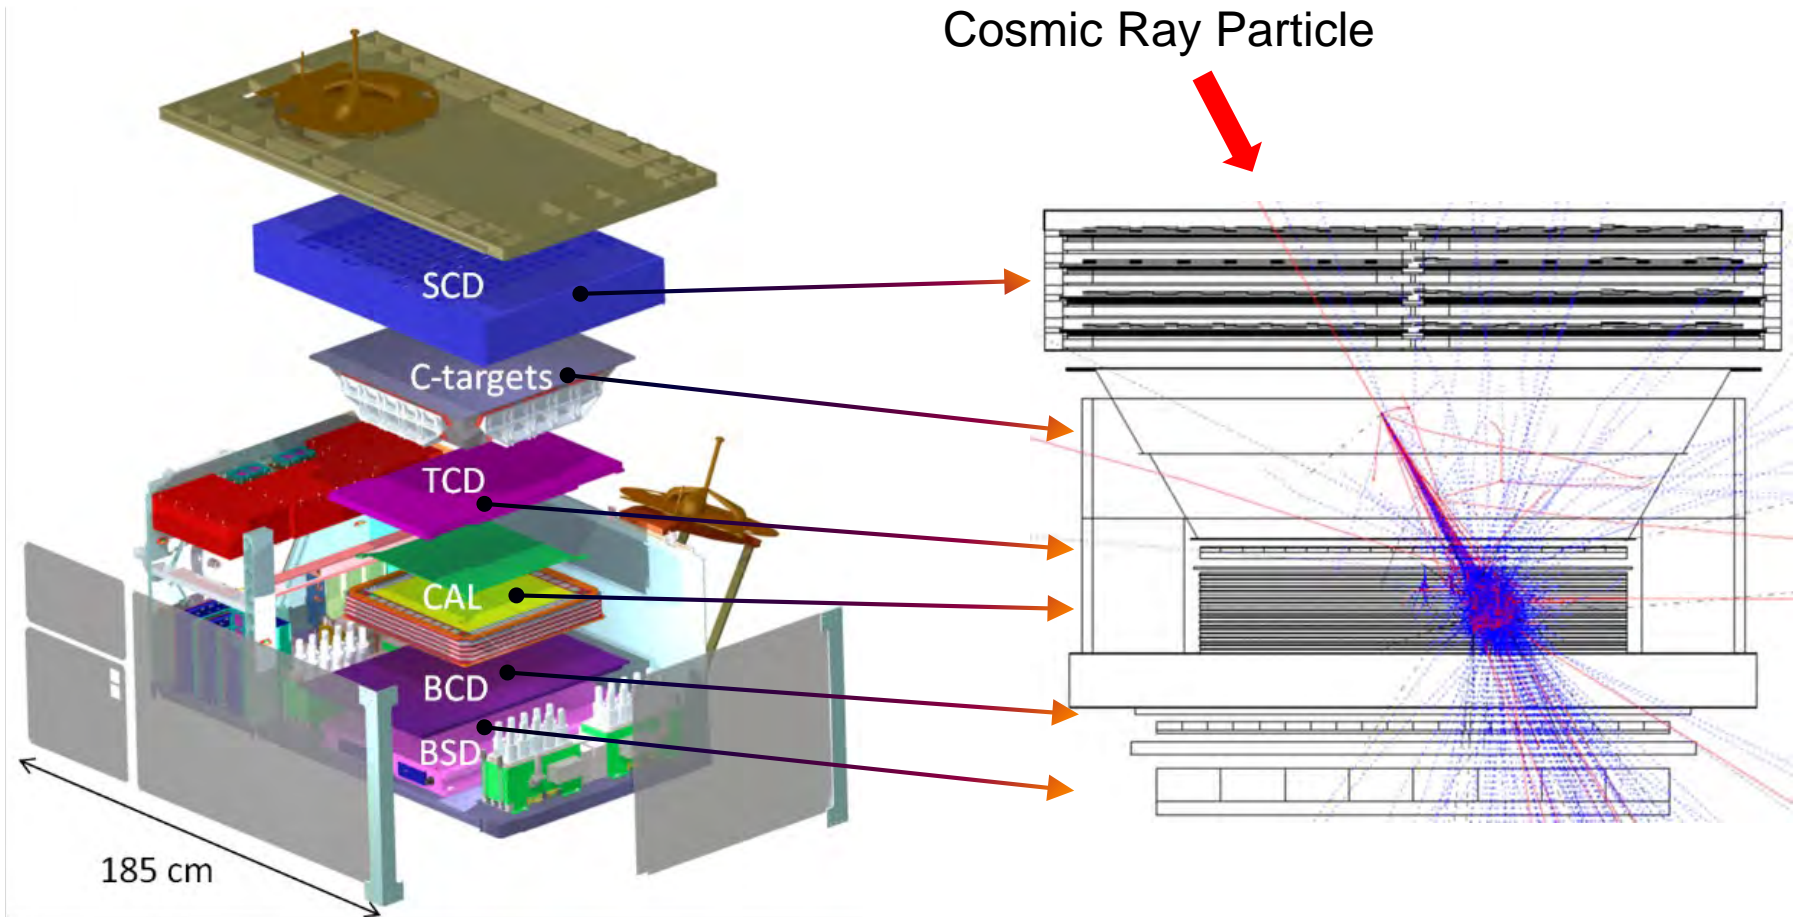 Cosmic Ray Particle
SCD
C-targets
TCD
CAL
BCD
BSD
185 cm